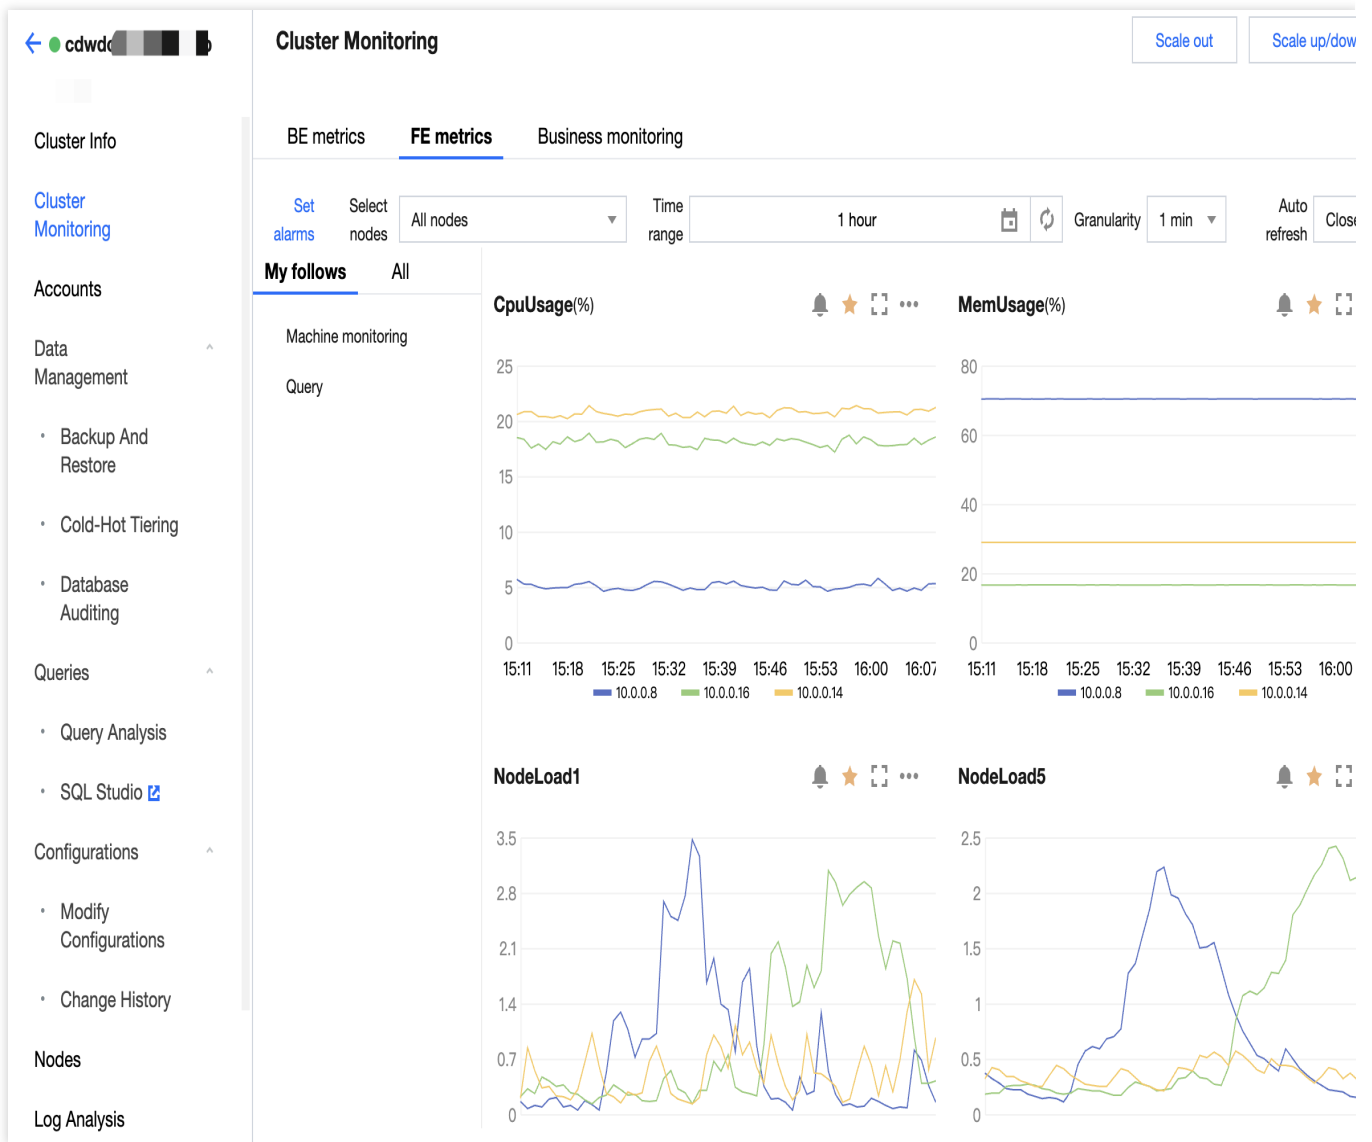 Cluster Monitoring
Scale out
Cluster Info
Cluster
Monitoring
Accounts
Data
Management
Backup And
Restore
Cold-Hot Tiering
Database
Auditing
Queries
Query Analysis
SQL Studio
Configurations
Modify
Configurations
Change History
Nodes
Log Analysis
BE metrics FE metrics Business monitoring
Set
alarms
Select
nodes
All nodes
Time
range
1 hour
Granularity
1 min
Auto
refresh
My follows All
Machine monitoring
Query
CpuUsage(%)
25
20
15
10
5
0
15:11 15:18 15:25 15:32 15:39 15:46 15:53 16:00 16:07
10.0.0.8 10.0.0.16 10.0.0.14
MemUsage(%)
80
60
40
20
0
15:11 15:18 15:25 15:32 15:39 15:46 15:53 16:00
10.0.0.8 10.0.0.16 10.0.0.14
NodeLoad1
3.5
2.8
2.1
1.4
0.7
0
NodeLoad5
2.5
2
1.5
1
0.5
0